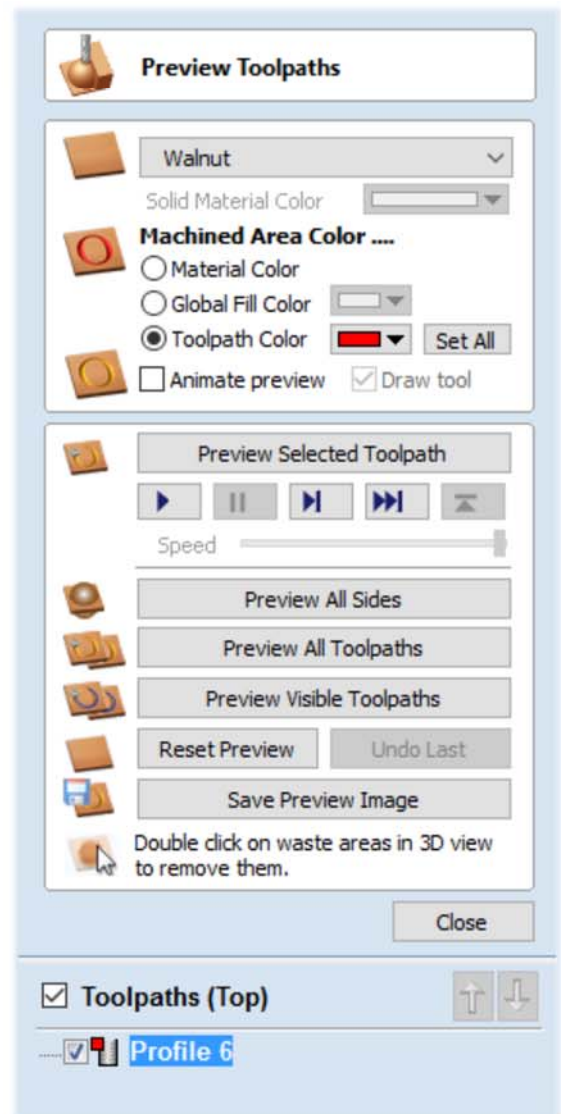 Preview Toolpaths
Walnut
Solid Material Color
Machined Area Color ....
Material Color
Global Fill Color
Toolpath Color Set All
Animate preview Draw tool
Preview Selected Toolpath
Speed
Preview All Sides
Preview All Toolpaths
Preview Visible Toolpaths
Reset Preview Undo Last
Save Preview Image
Double click on waste areas in 3D view
to remove them.
Close
Toolpaths (Top)
Profile 6